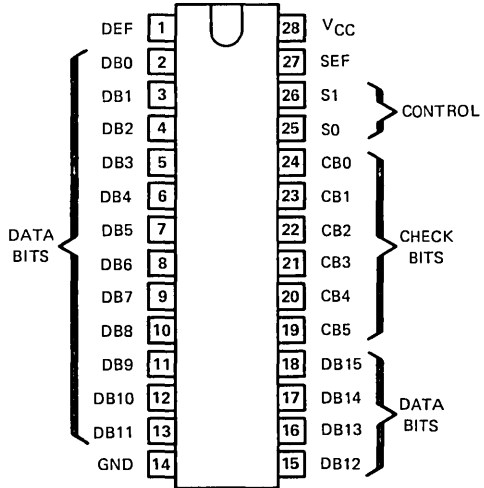 DEF 1 28 VCC
DB0 2 27 SEF
DB1 3 26 S1
DB2 4 25 S0
CONTROL
DB3 5 24 CB0
DB4 6 23 CB1
DB5 7 22 CB2
DB6 8 21 CB3
DB7 9 20 CB4
DB8 10 19 CB5
DATA
BITS
CHECK
BITS
DB9 11 18 DB15
DB10 12 17 DB14
DB11 13 16 DB13
GND 14 15 DB12
DATA
BITS